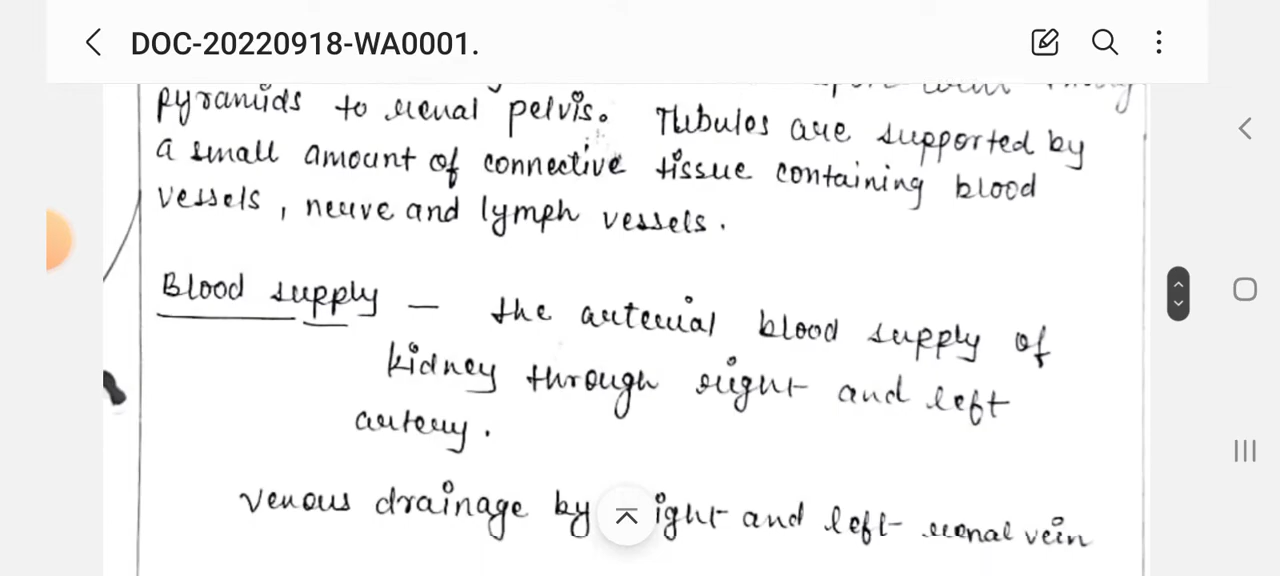 DOC-20220918-WA0001.
pyramids to renal pelvis. Tubules are supported by
a small amount of connective tissue containing blood
vessels, nerve and lymph vessels.
Blood supply – the arterial blood supply of
kidney through right and left
artery.
venous drainage by ight and left renal vein